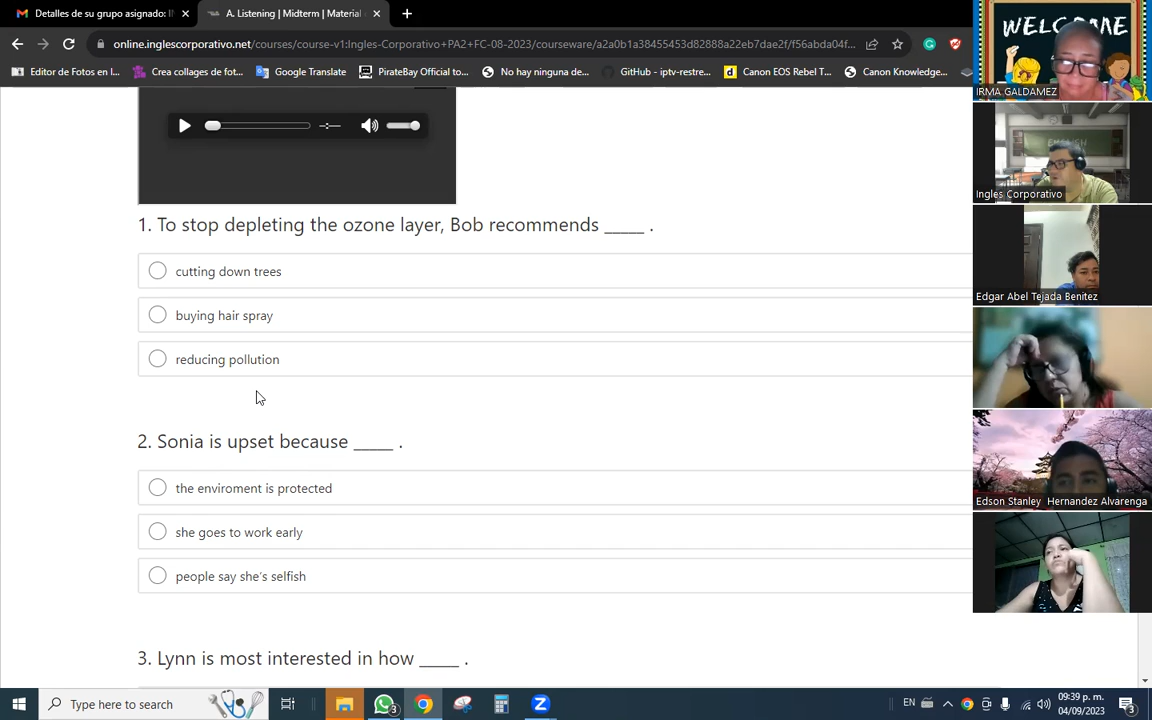 Detalles de su grupo asignado: II
A. Listening | Midterm | Material
online.inglescorporativo.net/courses/course-v1:Ingles-Corporativo+PA2+FC-08-2023/courseware/a2a0b1a38455453d82888a22eb7dae2f/f56abda04f...
Editor de Fotos en l...
Crea collages de fot...
Google Translate
PirateBay Official to...
No hay ninguna de...
GitHub - iptv-restre...
Canon EOS Rebel T...
Canon Knowledge...
WELCOME
IRMA GALDAMEZ
ENGLISH
Ingles Corporativo
Edgar Abel Tejada Benitez
Edson Stanley Hernandez Alvarenga
1. To stop depleting the ozone layer, Bob recommends _____ .
cutting down trees
buying hair spray
reducing pollution
2. Sonia is upset because _____ .
the enviroment is protected
she goes to work early
people say she's selfish
3. Lynn is most interested in how _____ .
Type here to search
3
EN
09:39 p. m.
04/09/2023
3